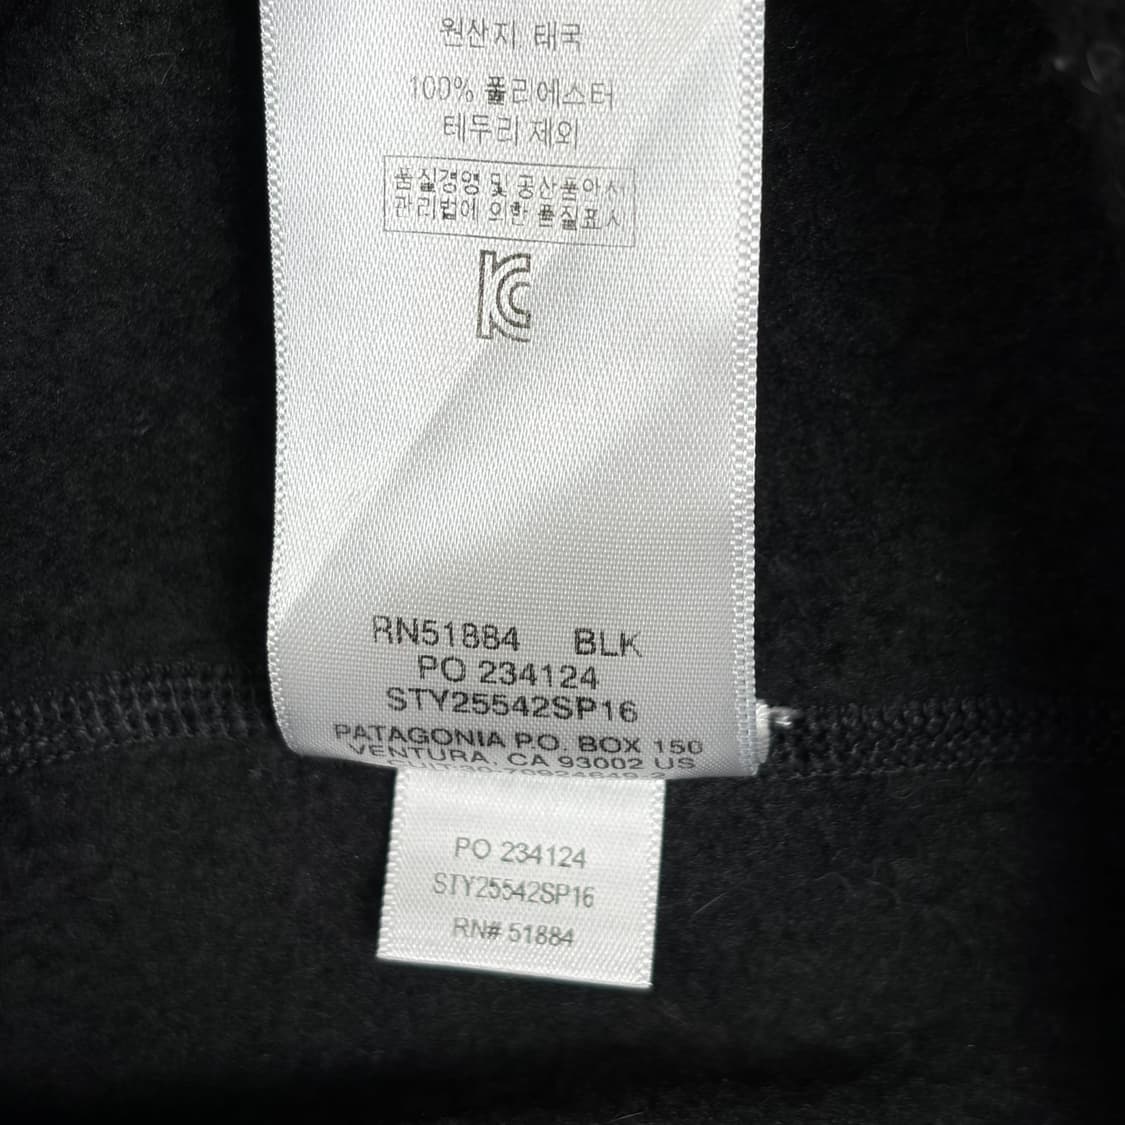 원산지 태국
100% 폴리에스터
테두리 제외
품질경영 및 공산품안전
관리법에 의한 품질표시
KC
RN51884 BLK
PO 234124
STY25542SP16
PATAGONIA P.O. BOX 150
VENTURA, CA 93002 US
PO 234124
STY25542SP16
RN# 51884